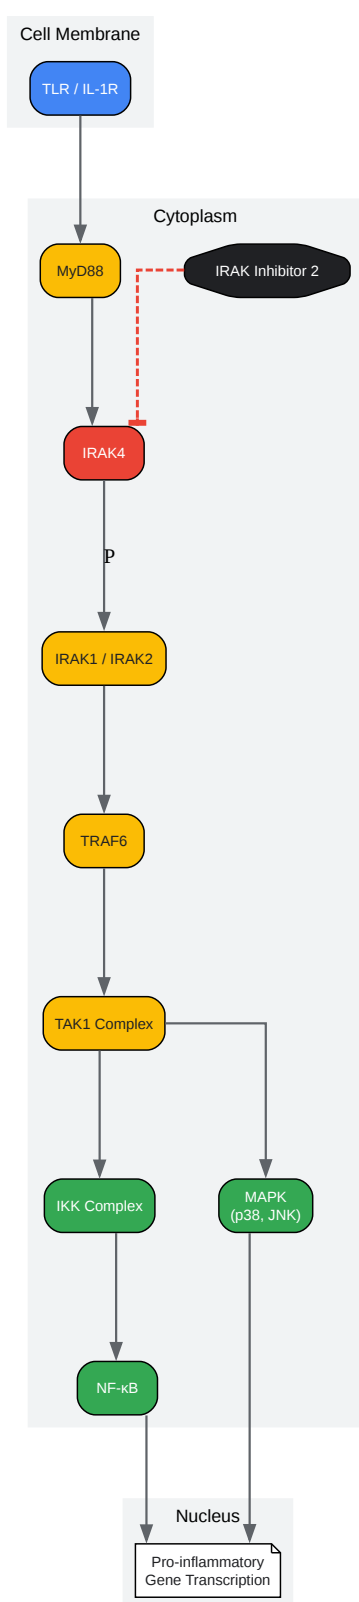 Cell Membrane
TLR / IL-1R
Cytoplasm
MyD88
IRAK Inhibitor 2
IRAK4
P
IRAK1 / IRAK2
TRAF6
TAK1 Complex
IKK Complex
MAPK
(p38, JNK)
NF-κB
Nucleus
Pro-inflammatory
Gene Transcription